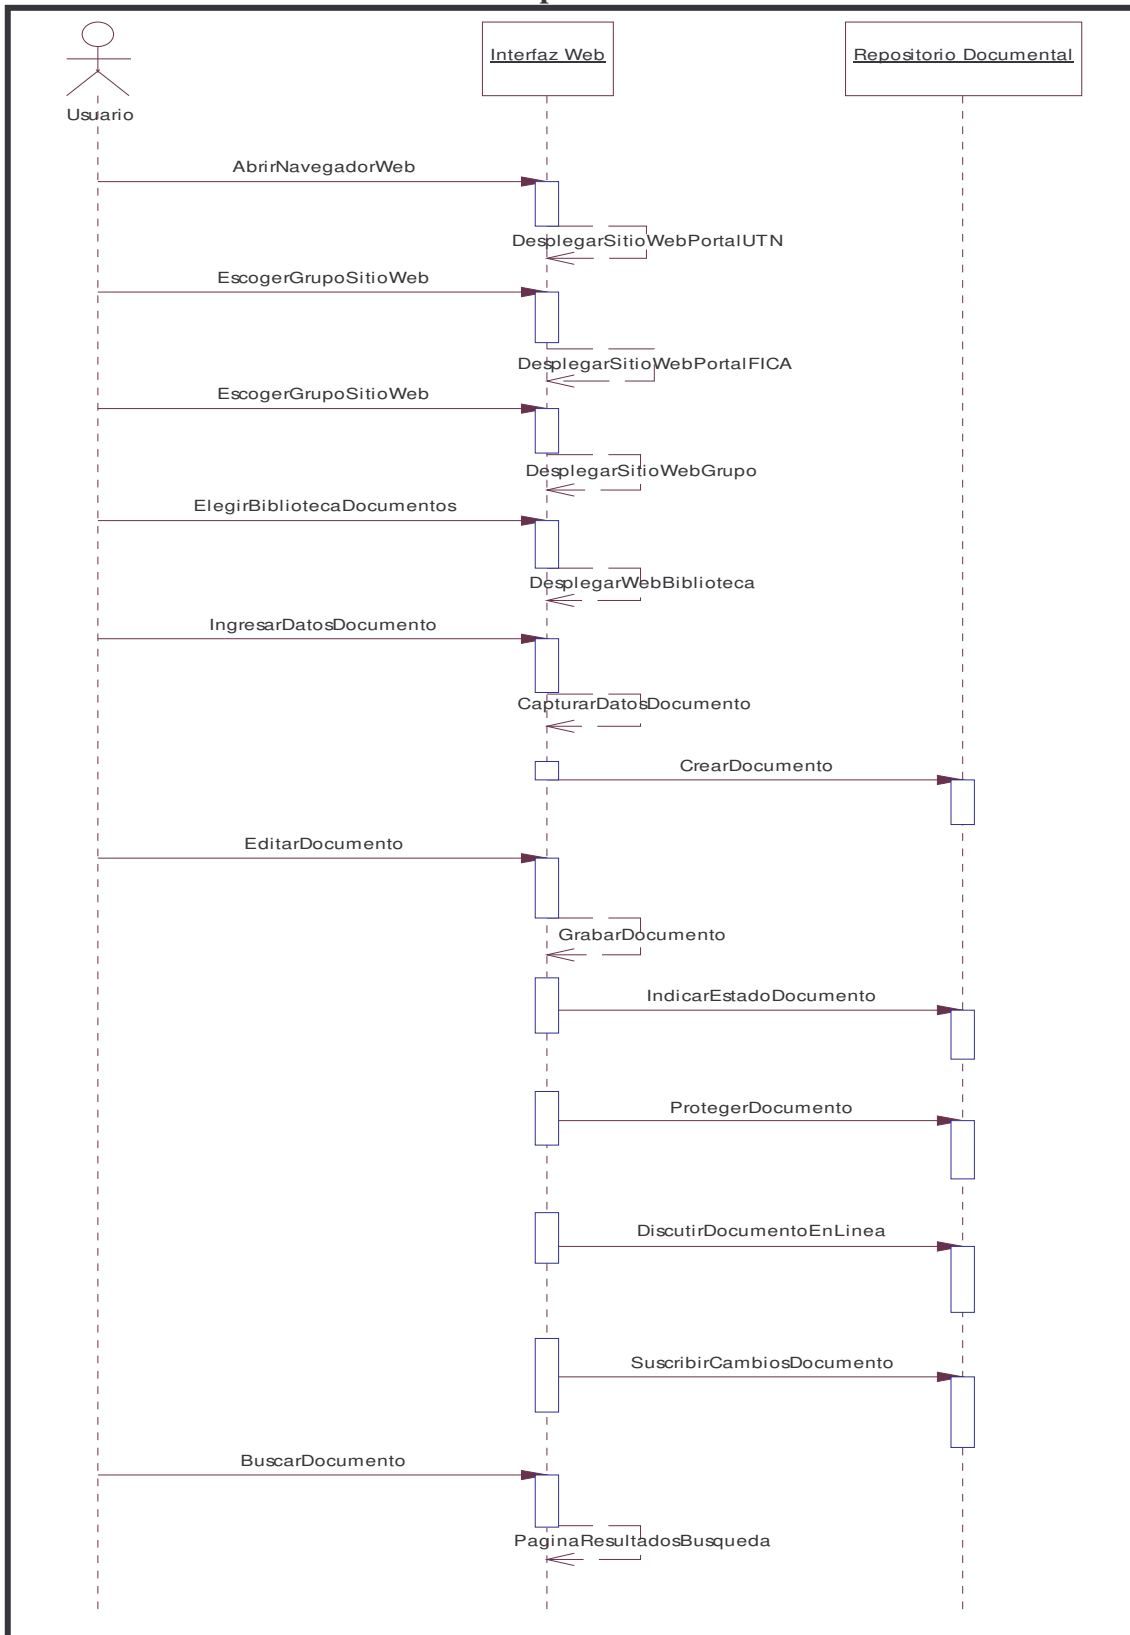 Interfaz Web
Repositorio Documental
Usuario
AbrirNavegadorWeb
DesplegarSitioWebPortalUTN
EscogerGrupoSitioWeb
DesplegarSitioWebPortalFICA
EscogerGrupoSitioWeb
DesplegarSitioWebGrupo
ElegirBibliotecaDocumentos
DesplegarWebBiblioteca
IngresarDatosDocumento
CapturarDatosDocumento
CrearDocumento
EditarDocumento
GrabarDocumento
IndicarEstadoDocumento
ProtegerDocumento
DiscutirDocumentoEnLinea
SuscribirCambiosDocumento
BuscarDocumento
PaginaResultadosBusqueda